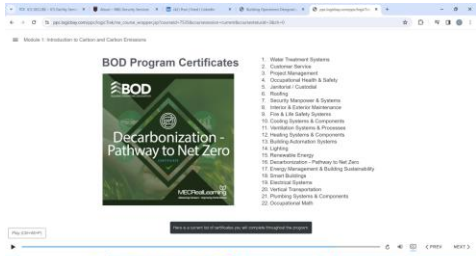 Module 1: Introduction to Carbon and Carbon Emissions
BOD Program Certificates
BOD
Decarbonization -
Pathway to Net Zero
MECRealLearning
1. Water Treatment Systems
2. Customer Service
3. Project Management
4. Occupational Health & Safety
5. Janitorial / Custodial
6. Roofing
7. Security Manpower & Systems
8. Interior & Exterior Maintenance
9. Fire & Life Safety Systems
10. Cooling Systems & Components
11. Ventilation Systems & Processes
12. Heating Systems & Components
13. Building Automation Systems
14. Lighting
15. Renewable Energy
16. Decarbonization - Pathway to Net Zero
17. Energy Management & Building Sustainability
18. Smart Buildings
19. Electrical Systems
20. Vertical Transportation
21. Plumbing Systems & Components
22. Occupational Math
Here is a current list of certificates you will complete throughout the program.
Play (Ctrl+Alt+P)
< PREV
NEXT >